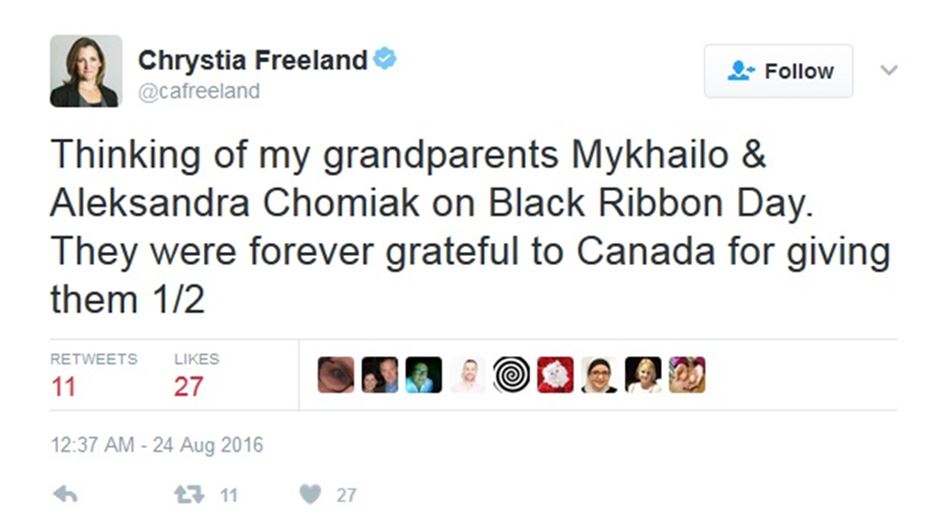 Chrystia Freeland
@cafreeland
Follow
Thinking of my grandparents Mykhailo &
Aleksandra Chomiak on Black Ribbon Day.
They were forever grateful to Canada for giving
them 1/2
RETWEETS LIKES
11 27
12:37 AM - 24 Aug 2016
11 27